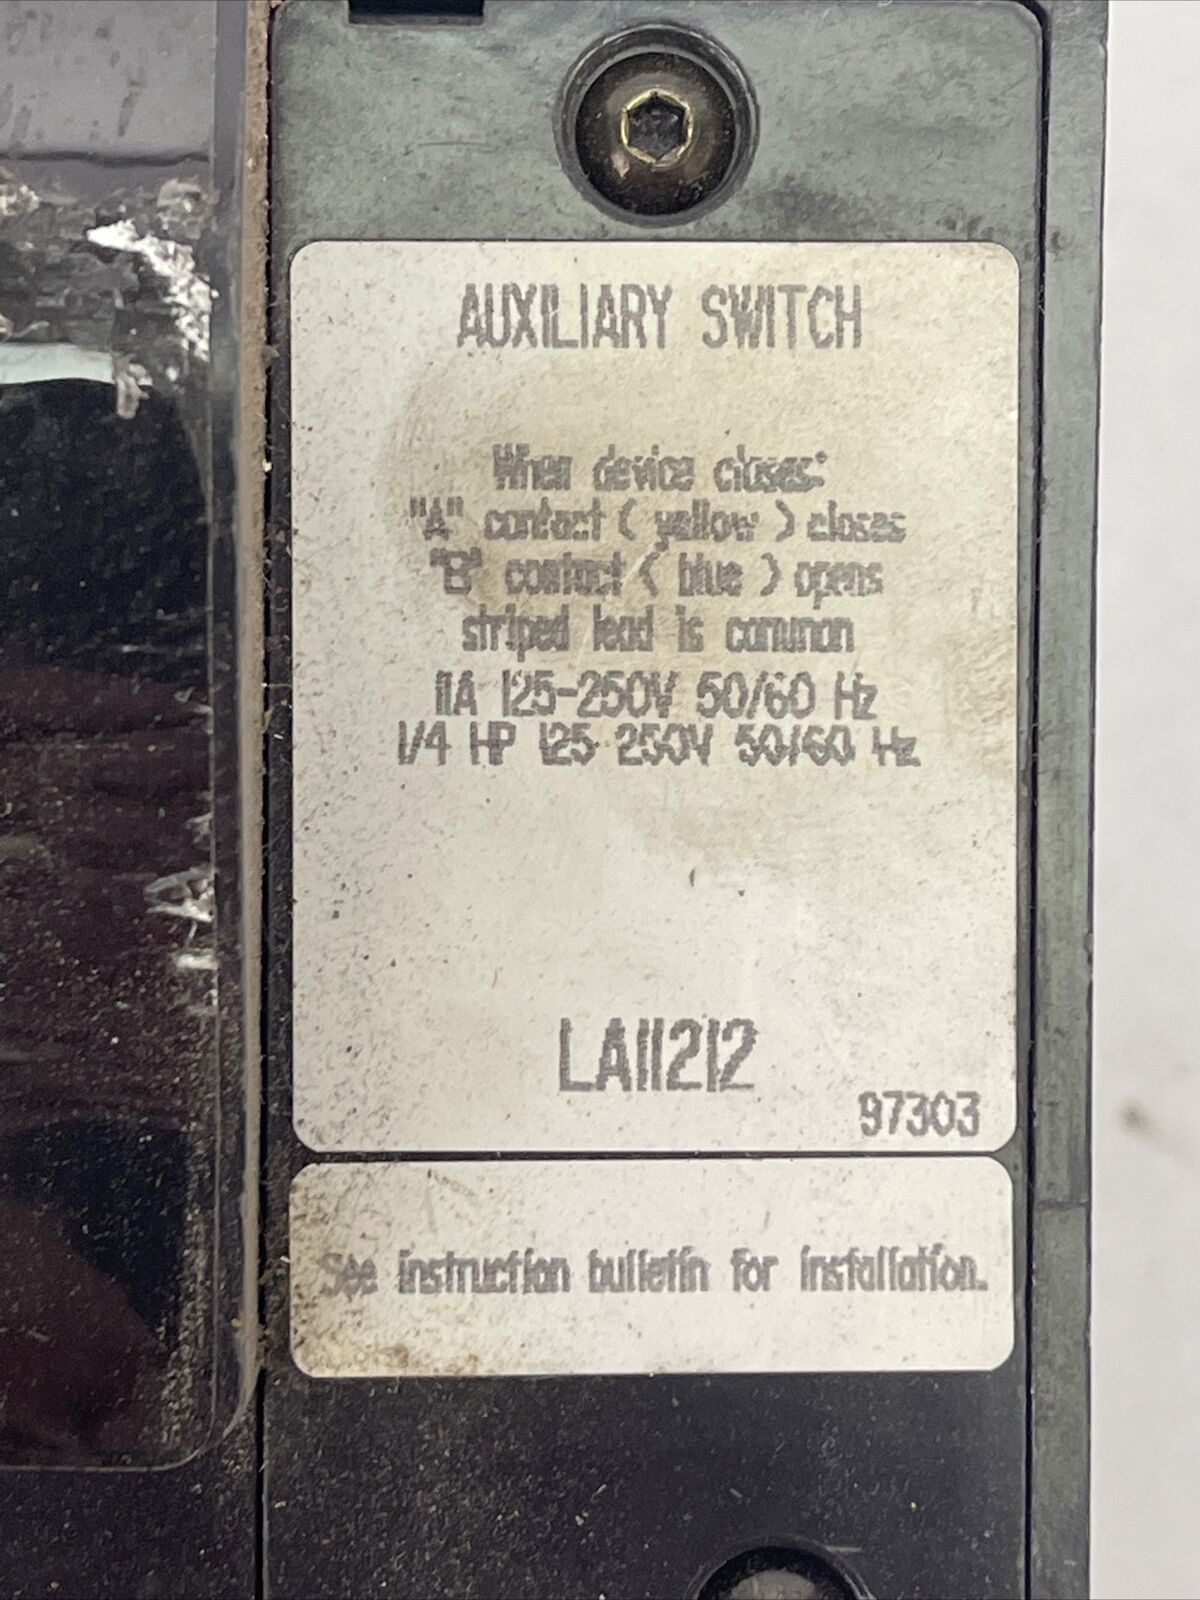 AUXILIARY SWITCH
When device closes:
"A" contact ( yellow ) closes
"B" contact ( blue ) opens
striped lead is common
11A 125-250V 50/60 Hz
1/4 HP 125-250V 50/60 Hz
LA11212
97303
See instruction bulletin for installation.